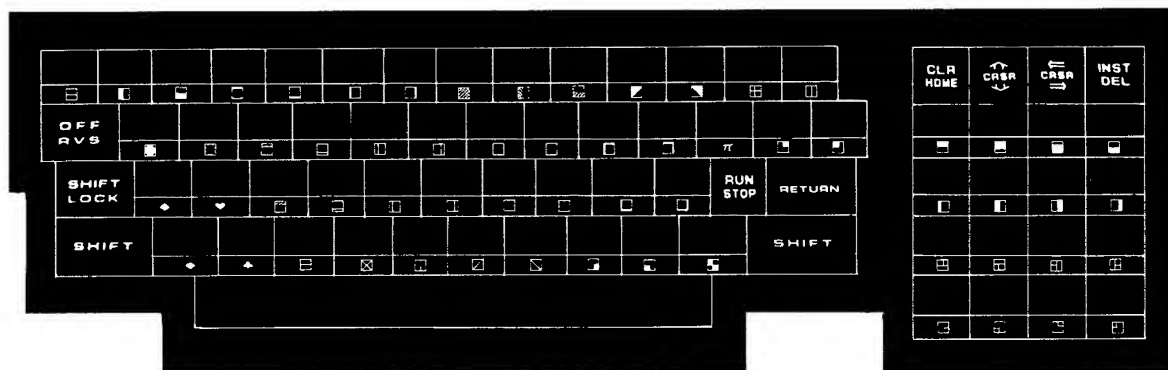 CLR
HOME
CRSR
CRSR
INST
DEL
OFF
RVS
π
SHIFT
LOCK
RUN
STOP
RETURN
SHIFT
SHIFT